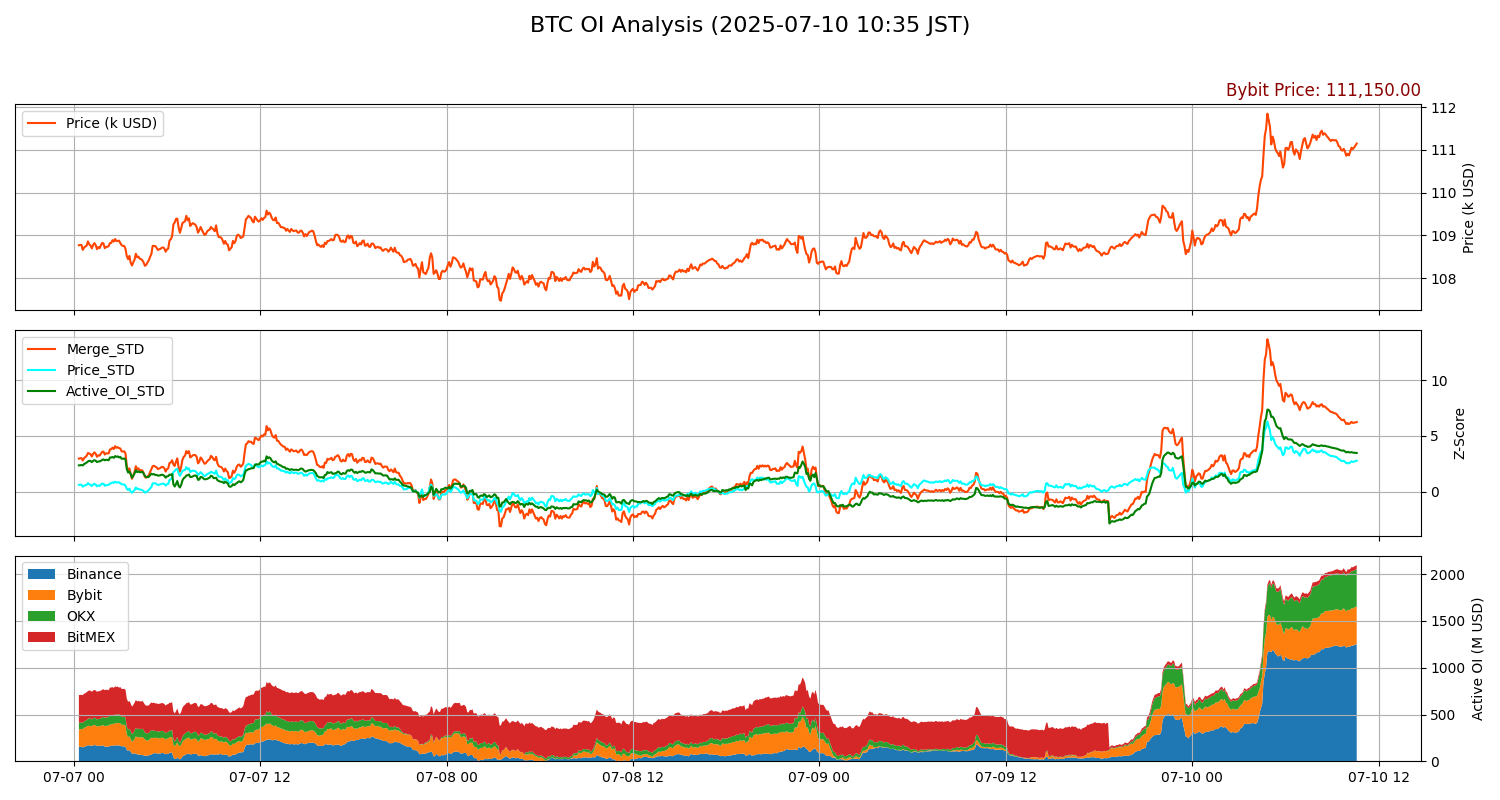 BTC OI Analysis (2025-07-10 10:35 JST)
Bybit Price: 111,150.00
Price (k USD)
112
111
110
109
108
Price (k USD)
Merge_STD
Price_STD
Active_OI_STD
10
5
0
Z-Score
Binance
Bybit
OKX
BitMEX
2000
1500
1000
500
0
Active OI (M USD)
07-07 00 07-07 12 07-08 00 07-08 12 07-09 00 07-09 12 07-10 00 07-10 12